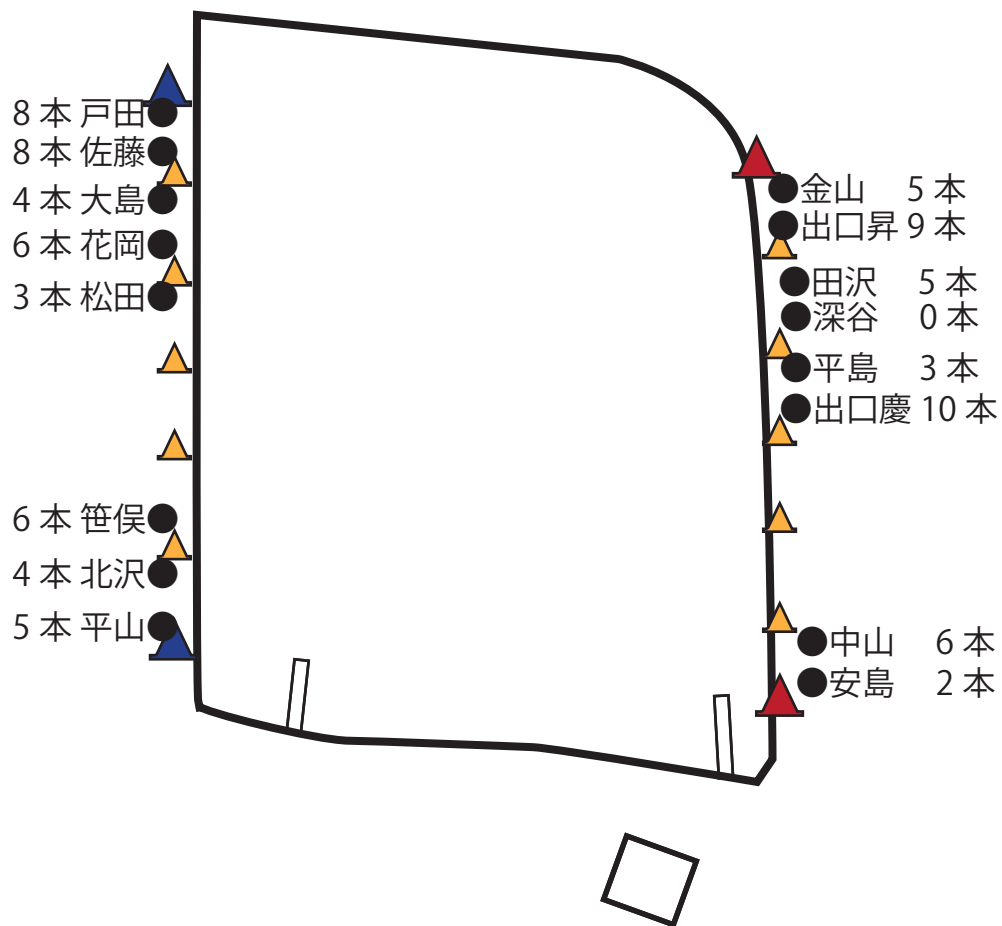 8 本 戸田
8 本 佐藤
4 本 大島
6 本 花岡
3 本 松田
6 本 笹俣
4 本 北沢
5 本 平山
金山 5 本
出口昇 9 本
田沢 5 本
深谷 0 本
平島 3 本
出口慶 10 本
中山 6 本
安島 2 本